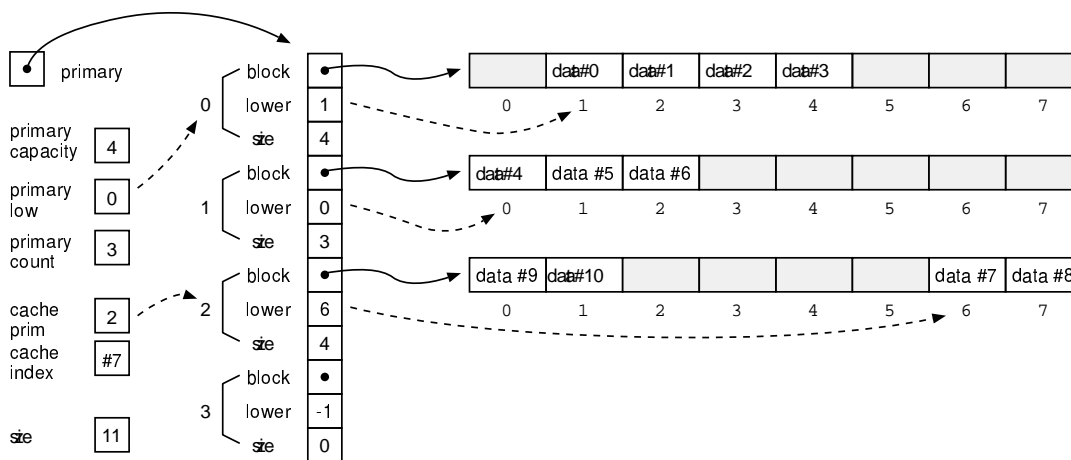 primary
primary capacity 4
primary low 0
primary count 3
cache prim 2
cache index #7
size 11
0 block
lower 1
size 4
1 block
lower 0
size 3
2 block
lower 6
size 4
3 block
lower -1
size 0
data#0 data#1 data#2 data#3
0 1 2 3 4 5 6 7
data#4 data #5 data #6
0 1 2 3 4 5 6 7
data #9 data#10 data #7 data #8
0 1 2 3 4 5 6 7